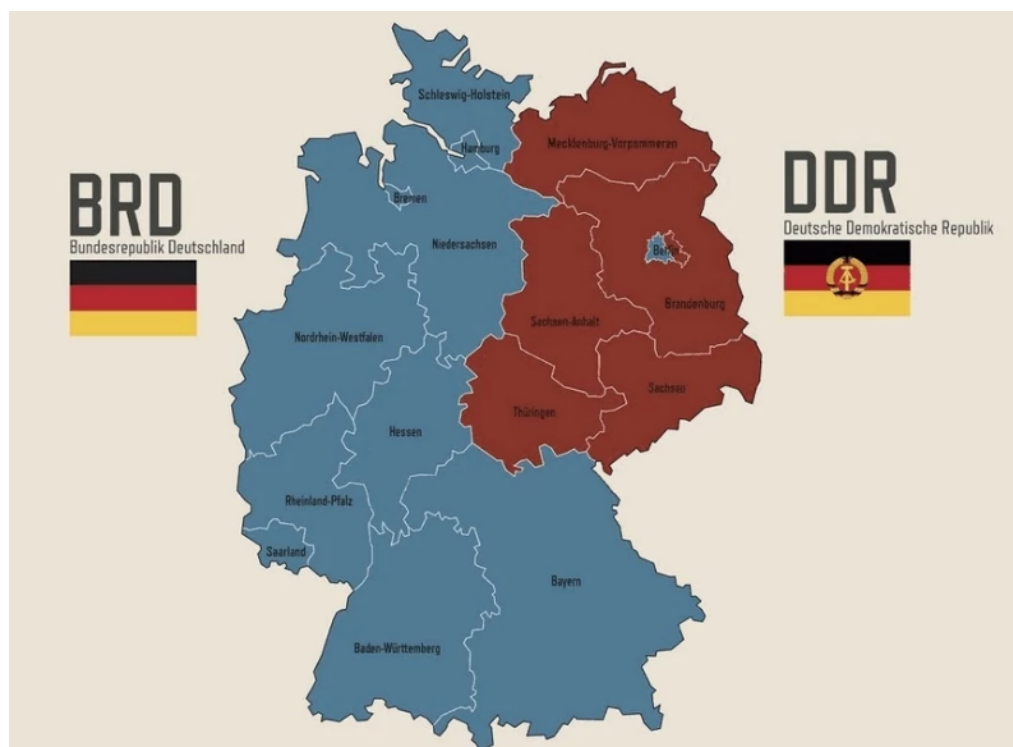 BRD
Bundesrepublik Deutschland
DDR
Deutsche Demokratische Republik
Schleswig-Holstein
Hamburg
Mecklenburg-Vorpommeren
Bremen
Niedersachsen
Berlin
Brandenburg
Sachsen-Anhalt
Nordrhein-Westfalen
Sachsen
Thüringen
Hessen
Rheinland-Pfalz
Saarland
Bayern
Baden-Württemberg